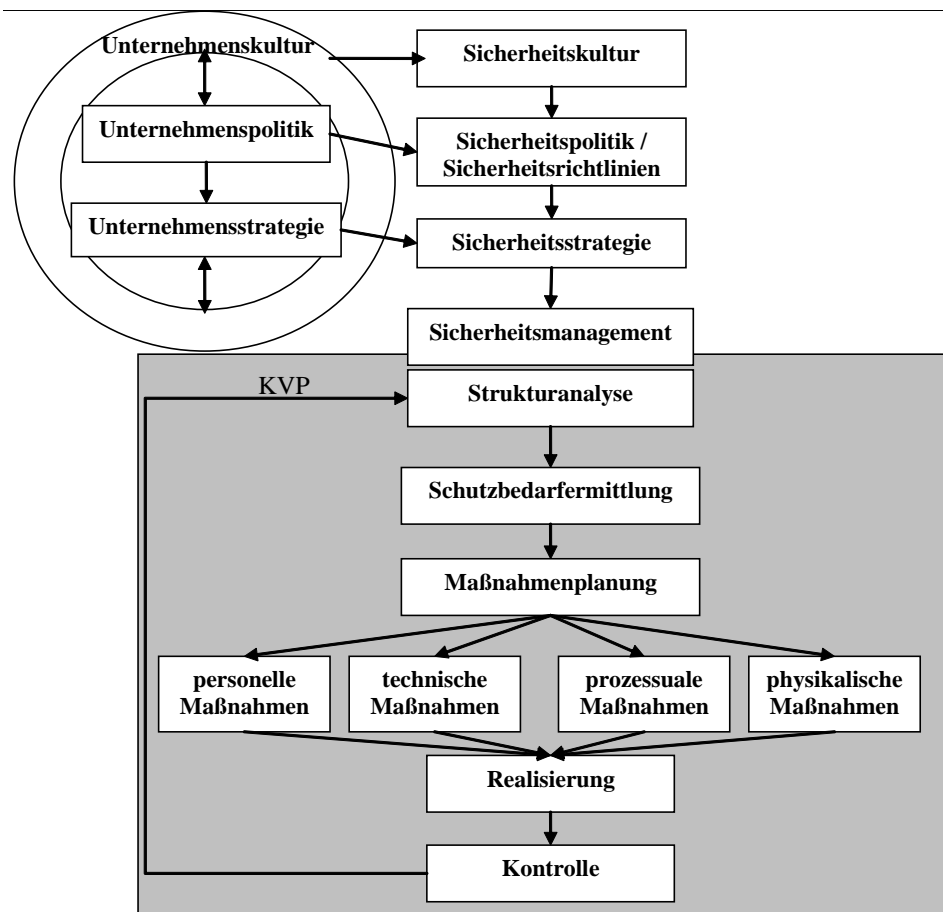 Unternehmenskultur
Sicherheitskultur
Unternehmenspolitik
Sicherheitspolitik /
Sicherheitsrichtlinien
Unternehmensstrategie
Sicherheitsstrategie
Sicherheitsmanagement
KVP
Strukturanalyse
Schutzbedarfermittlung
Maßnahmenplanung
personelle
Maßnahmen
technische
Maßnahmen
prozessuale
Maßnahmen
physikalische
Maßnahmen
Realisierung
Kontrolle